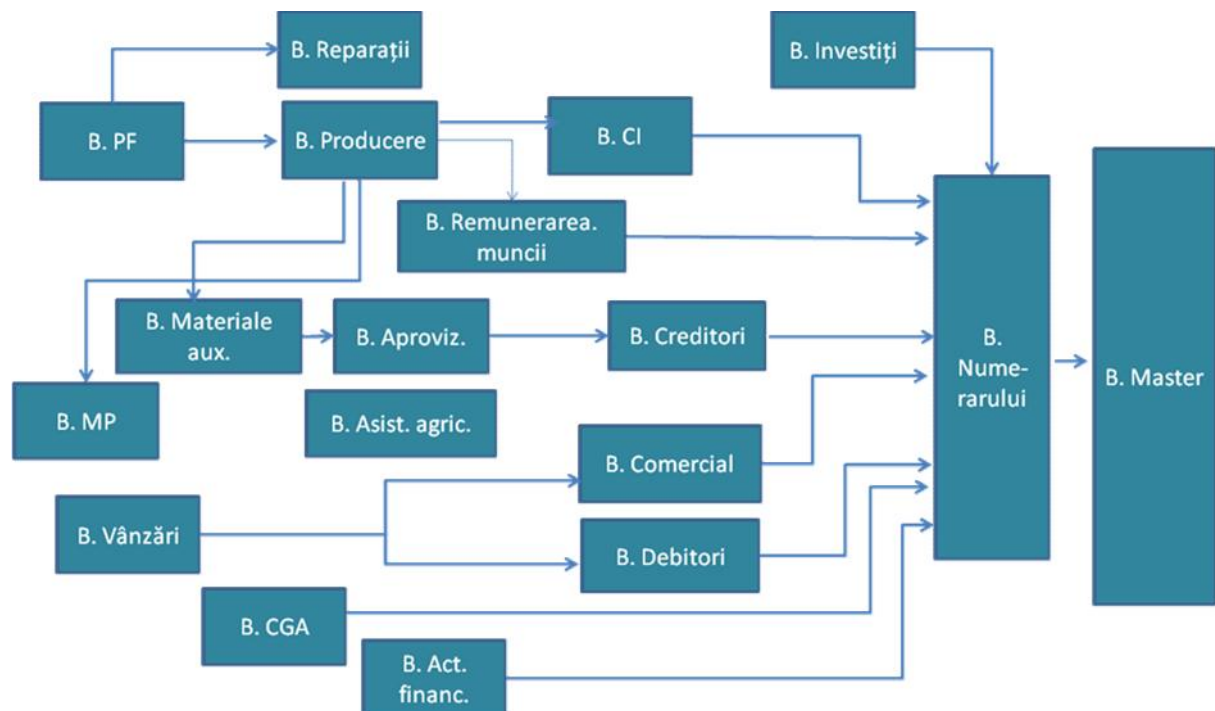 B. Reparații
B. Investiți
B. PF
B. Producere
B. CI
B. Remunerarea.
muncii
B. Materiale
aux.
B. Aproviz.
B. Creditori
B.
Nume-
rarului
B. Master
B. MP
B. Asist. agric.
B. Comercial
B. Vânzări
B. Debitori
B. CGA
B. Act.
financ.